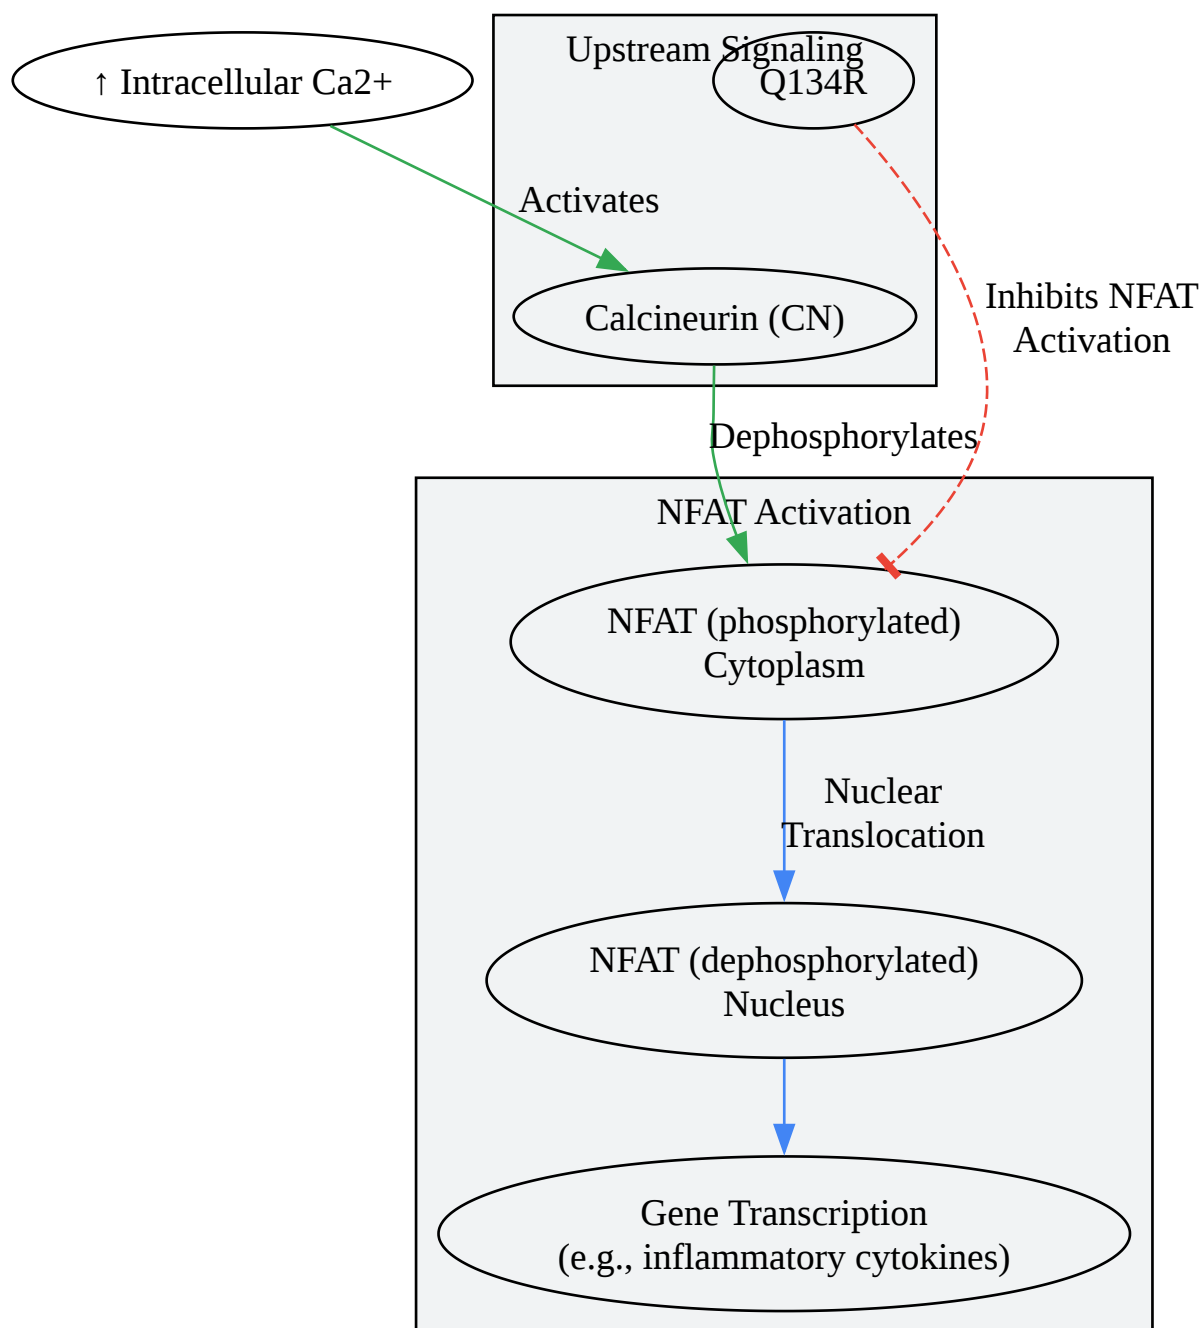 Upstream Signaling
↑ Intracellular Ca2+
Q134R
Activates
Inhibits NFAT
Activation
Calcineurin (CN)
Dephosphorylates
NFAT Activation
NFAT (phosphorylated)
Cytoplasm
Nuclear
Translocation
NFAT (dephosphorylated)
Nucleus
Gene Transcription
(e.g., inflammatory cytokines)